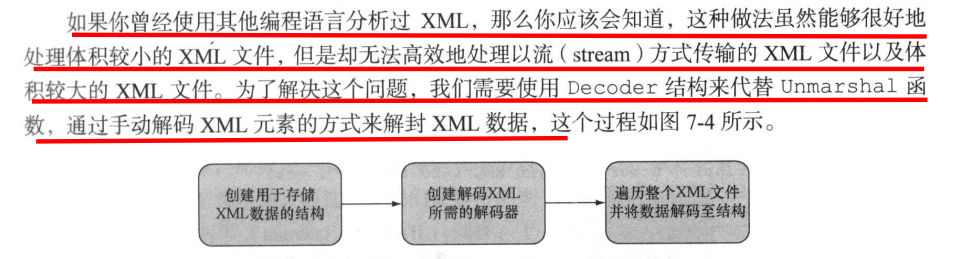 如果你曾经使用其他编程语言分析过 XML，那么你应该会知道，这种做法虽然能够很好地
处理体积较小的 XML 文件，但是却无法高效地处理以流（stream）方式传输的 XML 文件以及体
积较大的 XML 文件。为了解决这个问题，我们需要使用 Decoder 结构来代替 Unmarshal 函
数，通过手动解码 XML 元素的方式来解封 XML 数据，这个过程如图 7-4 所示。
创建用于存储
XML数据的结构
创建解码XML
所需的解码器
遍历整个XML文件
并将数据解码至结构